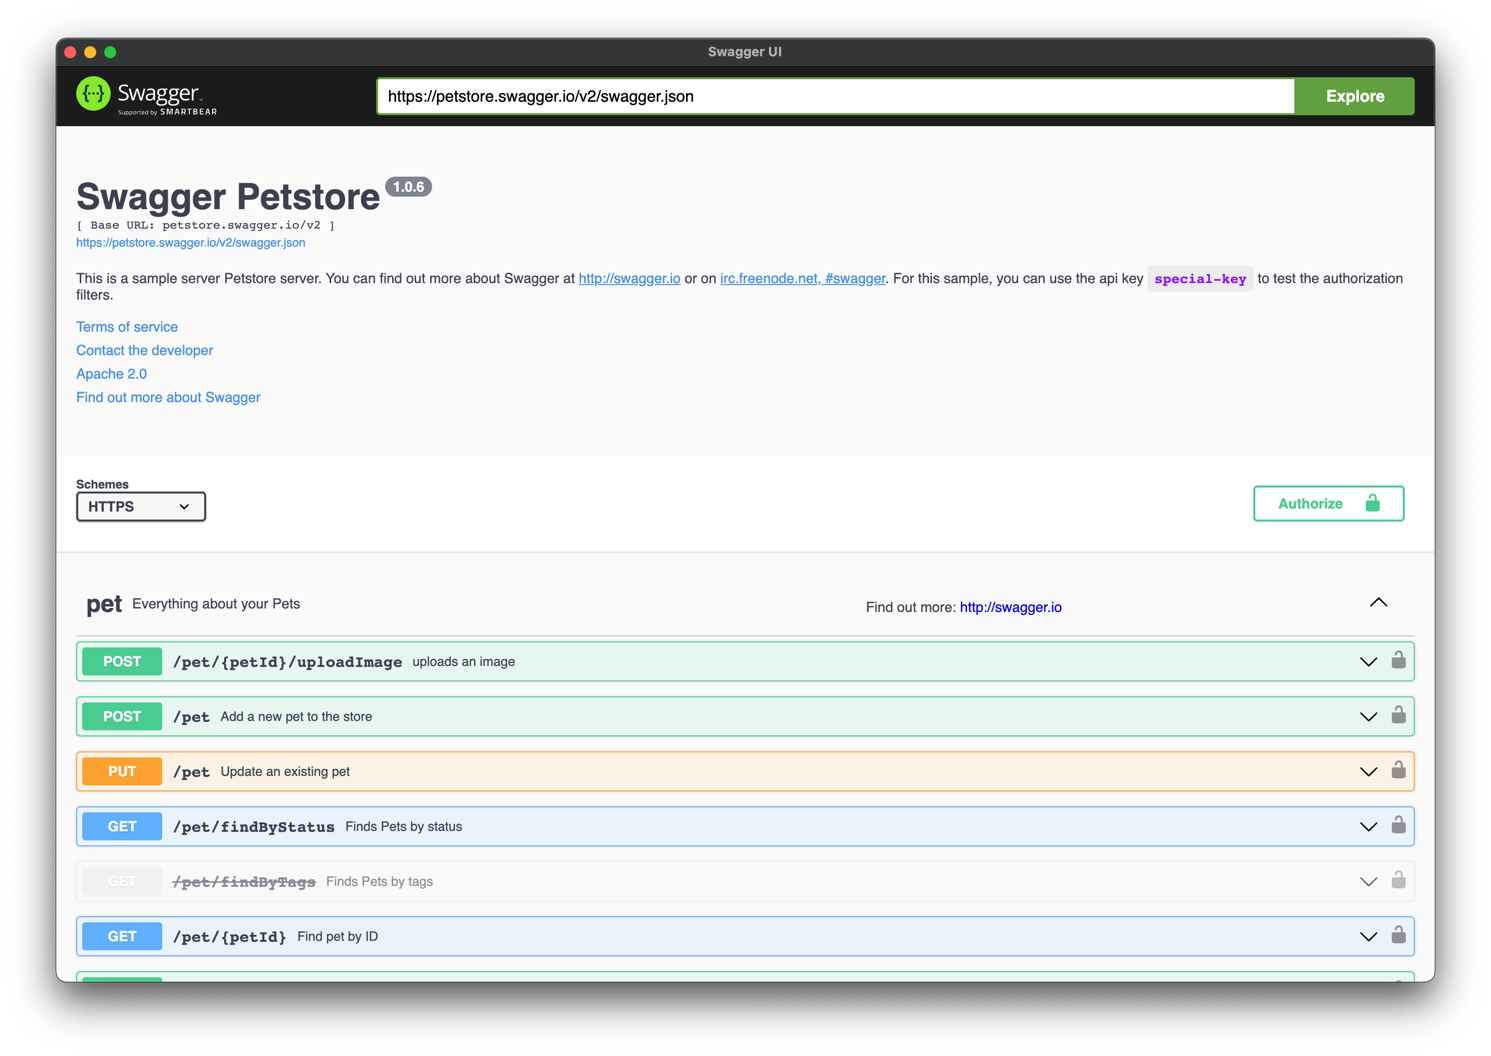 Swagger UI
{···} Swagger™
Supported by SMARTBEAR
https://petstore.swagger.io/v2/swagger.json
Explore
Swagger Petstore 1.0.6
[ Base URL: petstore.swagger.io/v2 ]
https://petstore.swagger.io/v2/swagger.json
This is a sample server Petstore server. You can find out more about Swagger at http://swagger.io or on irc.freenode.net, #swagger. For this sample, you can use the api key special-key to test the authorization
filters.
Terms of service
Contact the developer
Apache 2.0
Find out more about Swagger
Schemes
HTTPS
Authorize
pet Everything about your Pets Find out more: http://swagger.io
POST /pet/{petId}/uploadImage uploads an image
POST /pet Add a new pet to the store
PUT /pet Update an existing pet
GET /pet/findByStatus Finds Pets by status
GET /pet/findByTags Finds Pets by tags
GET /pet/{petId} Find pet by ID